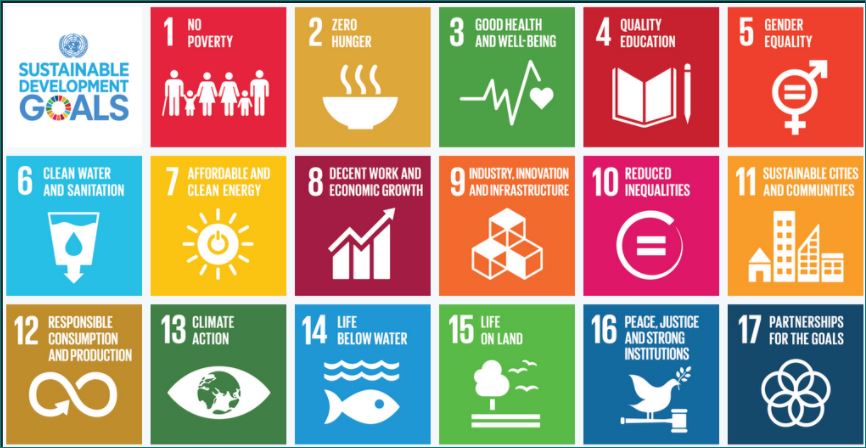 SUSTAINABLE
DEVELOPMENT
GOALS
1 NO
POVERTY
2 ZERO
HUNGER
3 GOOD HEALTH
AND WELL-BEING
4 QUALITY
EDUCATION
5 GENDER
EQUALITY
6 CLEAN WATER
AND SANITATION
7 AFFORDABLE AND
CLEAN ENERGY
8 DECENT WORK AND
ECONOMIC GROWTH
9 INDUSTRY, INNOVATION
AND INFRASTRUCTURE
10 REDUCED
INEQUALITIES
11 SUSTAINABLE CITIES
AND COMMUNITIES
12 RESPONSIBLE
CONSUMPTION
AND PRODUCTION
13 CLIMATE
ACTION
14 LIFE
BELOW WATER
15 LIFE
ON LAND
16 PEACE, JUSTICE
AND STRONG
INSTITUTIONS
17 PARTNERSHIPS
FOR THE GOALS